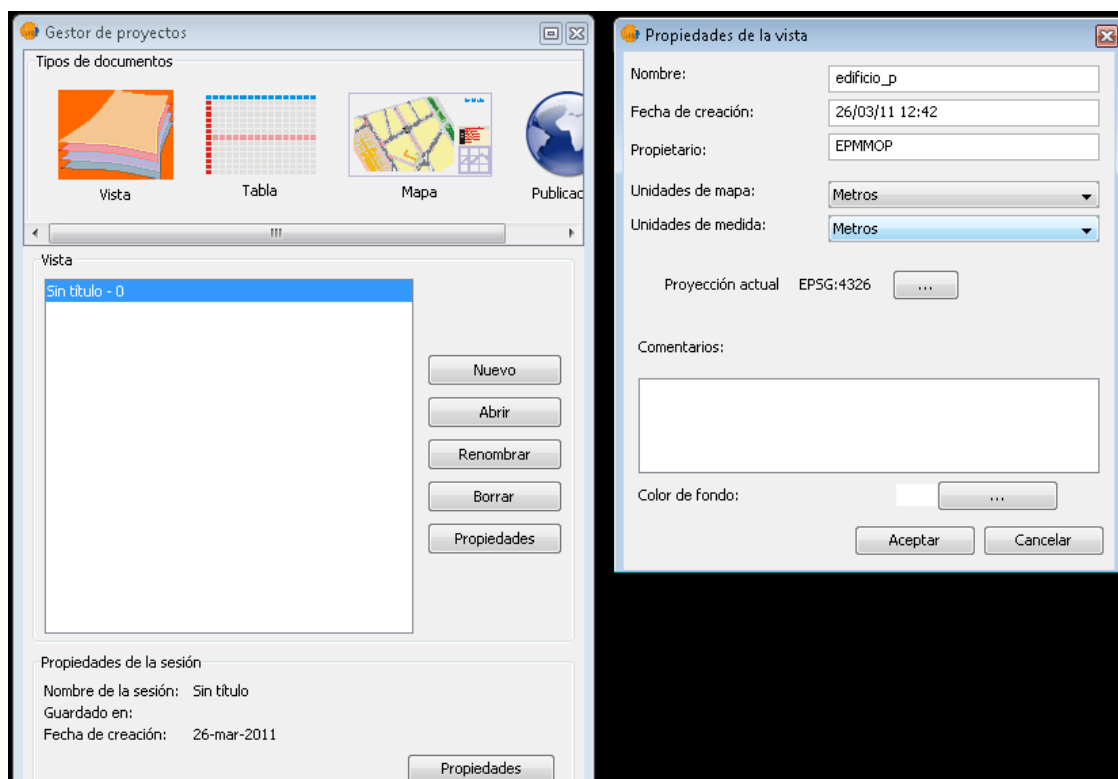 Gestor de proyectos
Tipos de documentos
Vista
Tabla
Mapa
Publicac
Vista
Sin título - 0
Nuevo
Abrir
Renombrar
Borrar
Propiedades
Propiedades de la sesión
Nombre de la sesión: Sin título
Guardado en:
Fecha de creación: 26-mar-2011
Propiedades
Propiedades de la vista
Nombre: edificio_p
Fecha de creación: 26/03/11 12:42
Propietario: EPMMOP
Unidades de mapa: Metros
Unidades de medida: Metros
Proyección actual EPSG:4326 ...
Comentarios:
Color de fondo: ...
Aceptar Cancelar